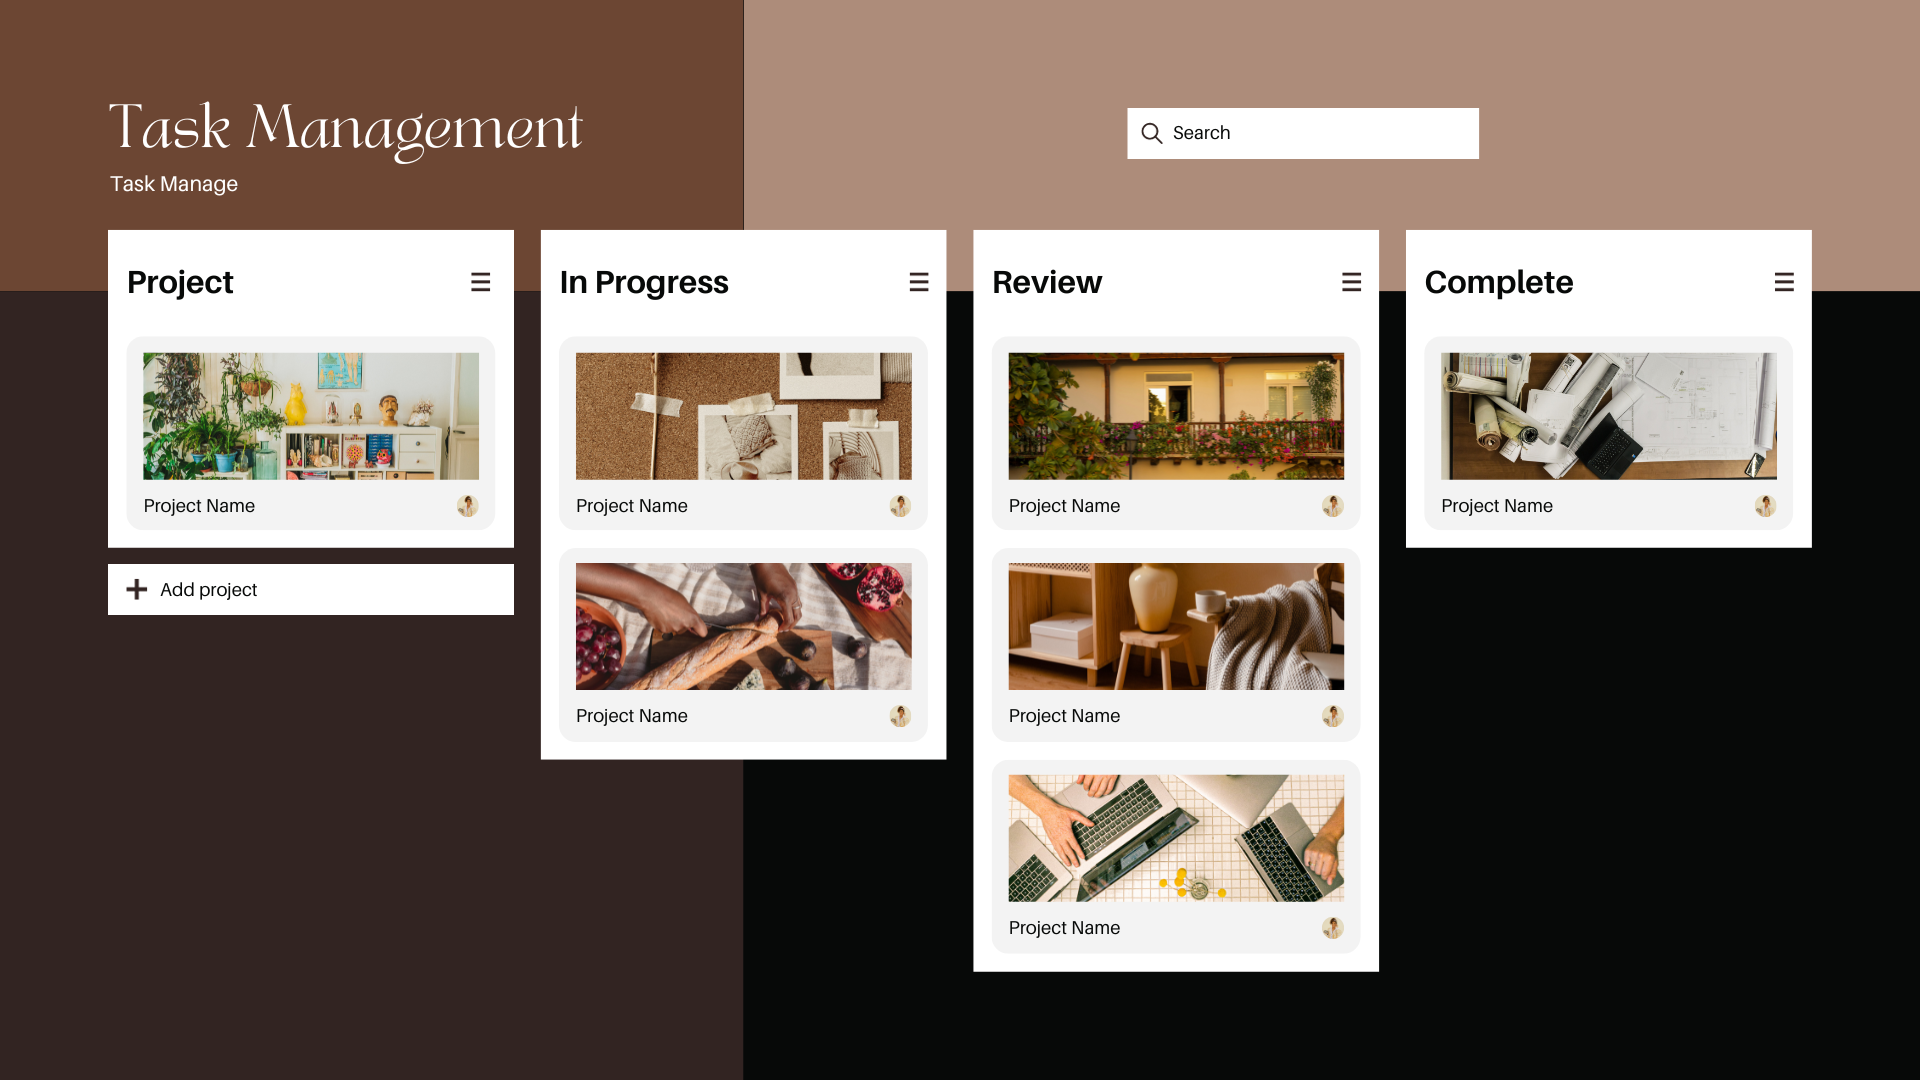 Task Management
Task Manage
Search
Project
Project Name
Add project
In Progress
Project Name
Project Name
Review
Project Name
Project Name
Project Name
Complete
Project Name